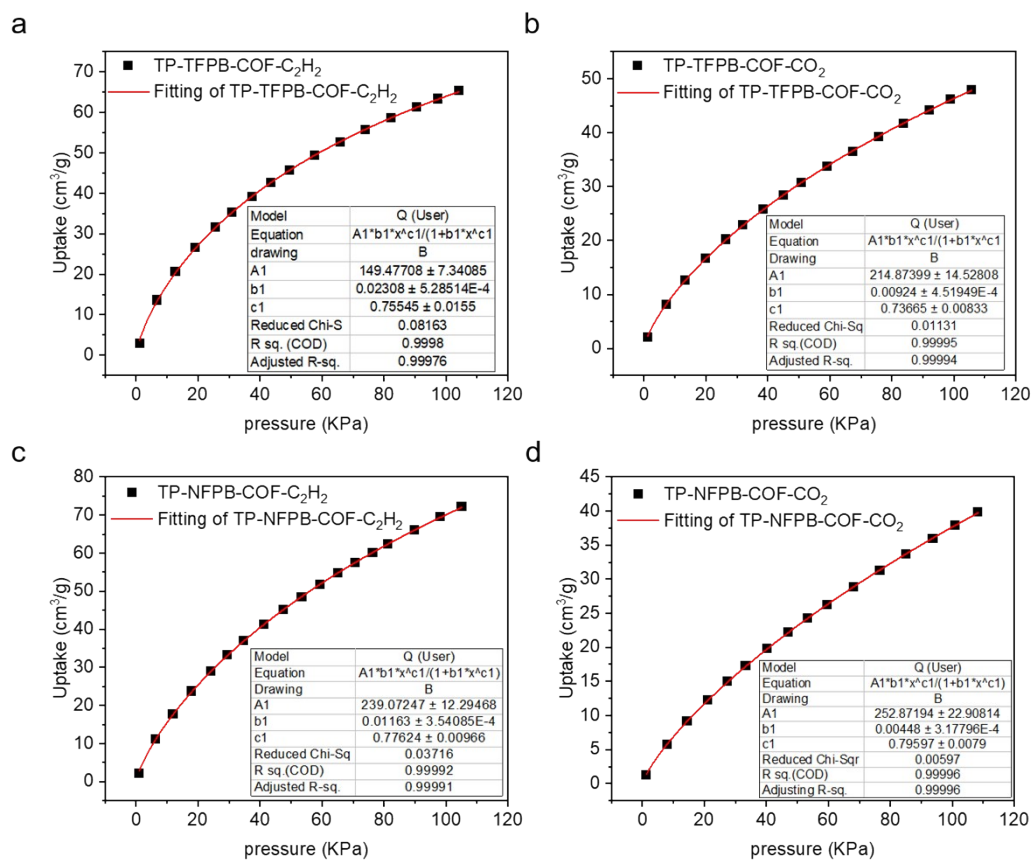 a
TP-TFPB-COF-C₂H₂
Fitting of TP-TFPB-COF-C₂H₂
Uptake (cm³/g)
70
60
50
40
30
20
10
0
Model Q (User)
Equation A1*b1*x^c1/(1+b1*x^c1
drawing B
A1 149.47708 ± 7.34085
b1 0.02308 ± 5.28514E-4
c1 0.75545 ± 0.0155
Reduced Chi-S 0.08163
R sq. (COD) 0.9998
Adjusted R-sq. 0.99976
0 20 40 60 80 100 120
pressure (KPa)
b
TP-TFPB-COF-CO₂
Fitting of TP-TFPB-COF-CO₂
Uptake (cm³/g)
50
40
30
20
10
0
Model Q (User)
Equation A1*b1*x^c1/(1+b1*x^c1
Drawing B
A1 214.87399 ± 14.52808
b1 0.00924 ± 4.51949E-4
c1 0.73665 ± 0.00833
Reduced Chi-Sq 0.01131
R sq.(COD) 0.99995
Adjusted R-sq. 0.99994
0 20 40 60 80 100 120
pressure (KPa)
c
TP-NFPB-COF-C₂H₂
Fitting of TP-NFPB-COF-C₂H₂
Uptake (cm³/g)
80
70
60
50
40
30
20
10
0
Model Q (User)
Equation A1*b1*x^c1/(1+b1*x^c1)
Drawing B
A1 239.07247 ± 12.29468
b1 0.01163 ± 3.54085E-4
c1 0.77624 ± 0.00966
Reduced Chi-Sq 0.03716
R sq.(COD) 0.99992
Adjusted R-sq. 0.99991
0 20 40 60 80 100 120
pressure (KPa)
d
TP-NFPB-COF-CO₂
Fitting of TP-NFPB-COF-CO₂
Uptake (cm³/g)
45
40
35
30
25
20
15
10
5
0
Model Q (User)
Equation A1*b1*x^c1/(1+b1*x^c1)
Drawing B
A1 252.87194 ± 22.90814
b1 0.00448 ± 3.17796E-4
c1 0.79597 ± 0.0079
Reduced Chi-Sqr 0.00597
R sq.(COD) 0.99996
Adjusting R-sq. 0.99996
0 20 40 60 80 100 120
pressure (KPa)